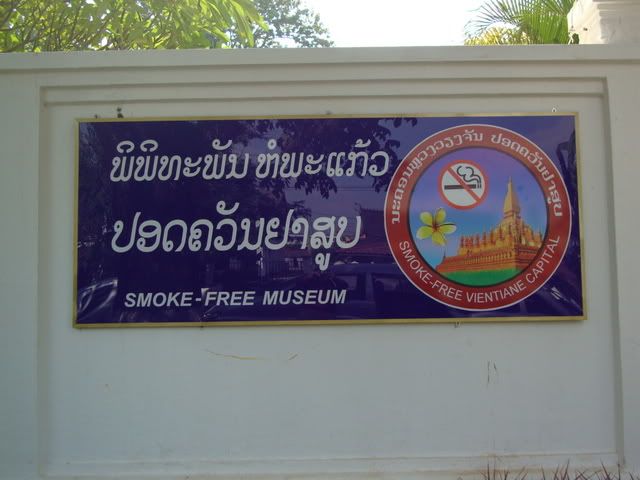 ພິພິທະພັນ ຫໍພະແກ້ວ
ປອດຄວັນຢາສູບ
SMOKE-FREE MUSEUM
ນະຄອນຫຼວງວຽງຈັນ ປອດຄວັນຢາສູບ
SMOKE-FREE VIENTIANE CAPITAL